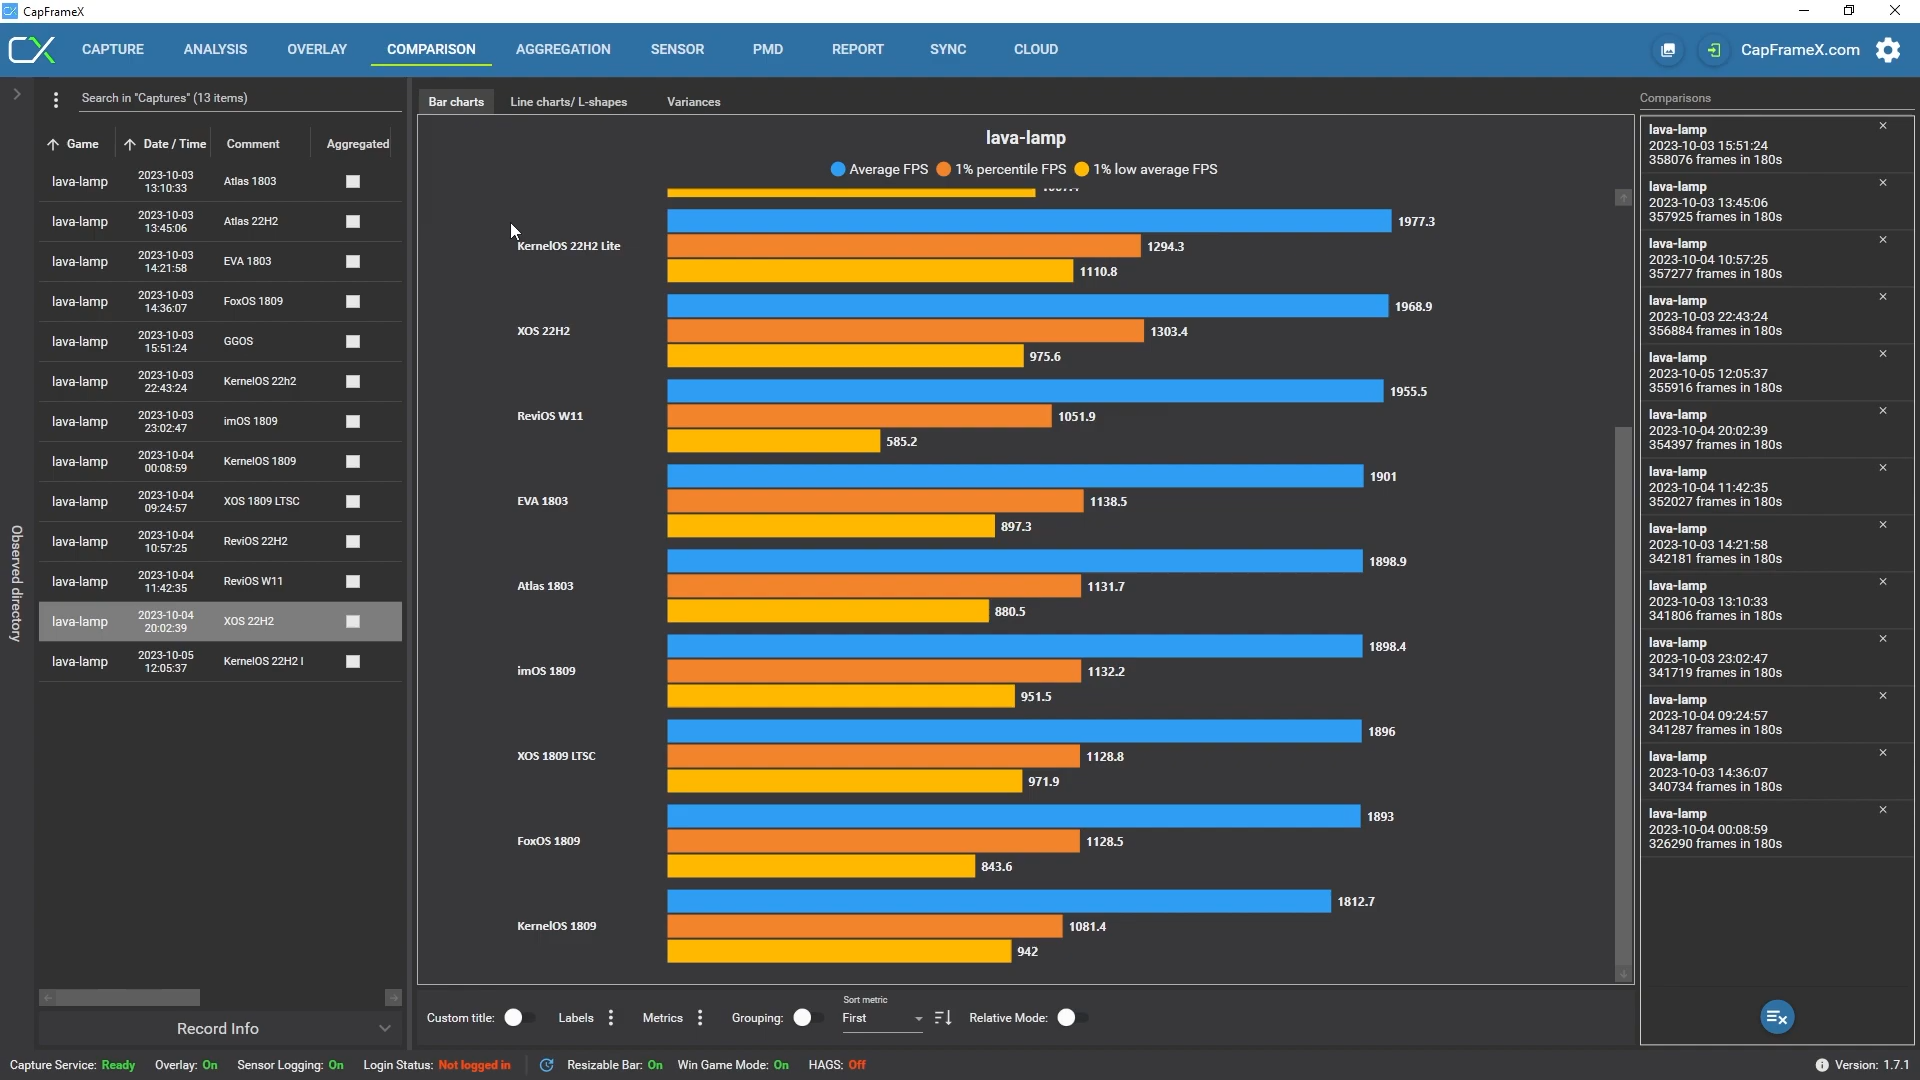 CapFrameX
CX
CAPTURE ANALYSIS OVERLAY COMPARISON AGGREGATION SENSOR PMD REPORT SYNC CLOUD
CapFrameX.com
Search in "Captures" (13 items)
Game Date / Time Comment Aggregated
lava-lamp 2023-10-03 13:10:33 Atlas 1803
lava-lamp 2023-10-03 13:45:06 Atlas 22H2
lava-lamp 2023-10-03 14:21:58 EVA 1803
lava-lamp 2023-10-03 14:36:07 FoxOS 1809
lava-lamp 2023-10-03 15:51:24 GGOS
lava-lamp 2023-10-03 22:43:24 KernelOS 22h2
lava-lamp 2023-10-03 23:02:47 imOS 1809
lava-lamp 2023-10-04 00:08:59 KernelOS 1809
lava-lamp 2023-10-04 09:24:57 XOS 1809 LTSC
lava-lamp 2023-10-04 10:57:25 ReviOS 22H2
lava-lamp 2023-10-04 11:42:35 ReviOS W11
lava-lamp 2023-10-04 20:02:39 XOS 22H2
lava-lamp 2023-10-05 12:05:37 KernelOS 22H2 l
Observed directory
Record Info
Bar charts Line charts/ L-shapes Variances
lava-lamp
Average FPS 1% percentile FPS 1% low average FPS
KernelOS 22H2 Lite
1977.3
1294.3
1110.8
XOS 22H2
1968.9
1303.4
975.6
ReviOS W11
1955.5
1051.9
585.2
EVA 1803
1901
1138.5
897.3
Atlas 1803
1898.9
1131.7
880.5
imOS 1809
1898.4
1132.2
951.5
XOS 1809 LTSC
1896
1128.8
971.9
FoxOS 1809
1893
1128.5
843.6
KernelOS 1809
1812.7
1081.4
942
Custom title: Labels Metrics Grouping: Sort metric First Relative Mode:
Comparisons
lava-lamp
2023-10-03 15:51:24
358076 frames in 180s
lava-lamp
2023-10-03 13:45:06
357925 frames in 180s
lava-lamp
2023-10-04 10:57:25
357277 frames in 180s
lava-lamp
2023-10-03 22:43:24
356884 frames in 180s
lava-lamp
2023-10-05 12:05:37
355916 frames in 180s
lava-lamp
2023-10-04 20:02:39
354397 frames in 180s
lava-lamp
2023-10-04 11:42:35
352027 frames in 180s
lava-lamp
2023-10-03 14:21:58
342181 frames in 180s
lava-lamp
2023-10-03 13:10:33
341806 frames in 180s
lava-lamp
2023-10-03 23:02:47
341719 frames in 180s
lava-lamp
2023-10-04 09:24:57
341287 frames in 180s
lava-lamp
2023-10-03 14:36:07
340734 frames in 180s
lava-lamp
2023-10-04 00:08:59
326290 frames in 180s
Capture Service: Ready Overlay: On Sensor Logging: On Login Status: Not logged in Resizable Bar: On Win Game Mode: On HAGS: Off Version: 1.7.1